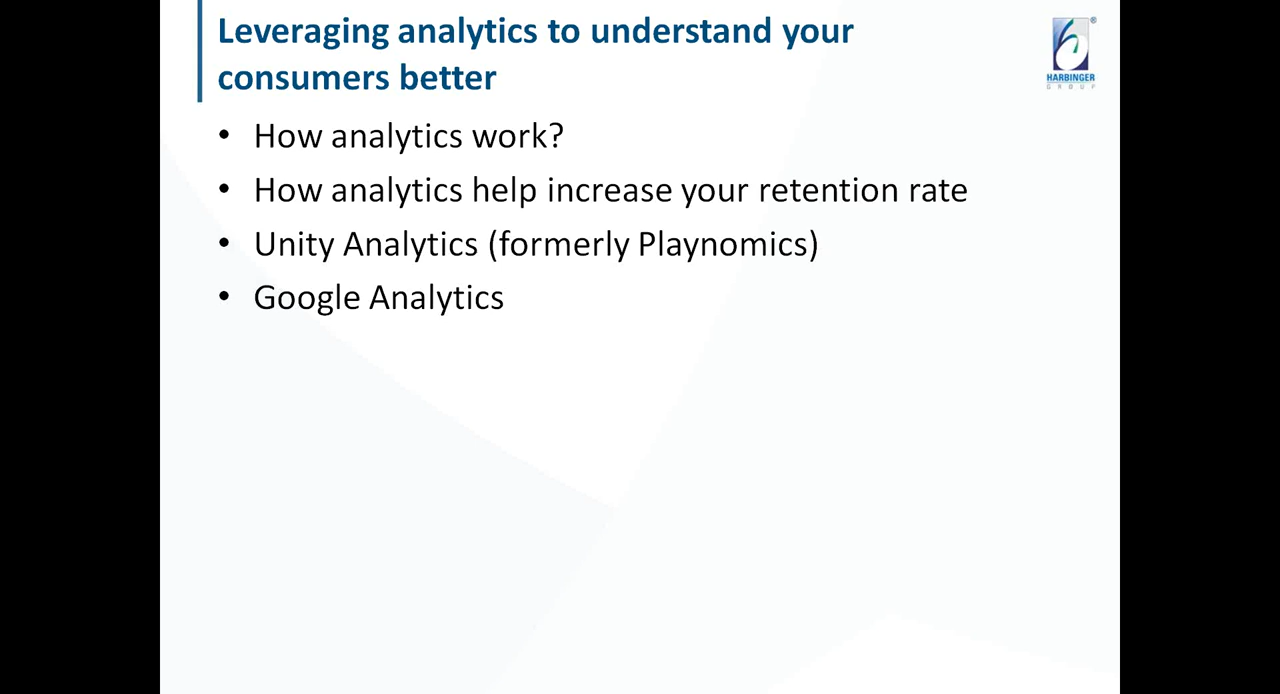 Leveraging analytics to understand your
consumers better
HARBINGER
GROUP
• How analytics work?
• How analytics help increase your retention rate
• Unity Analytics (formerly Playnomics)
• Google Analytics